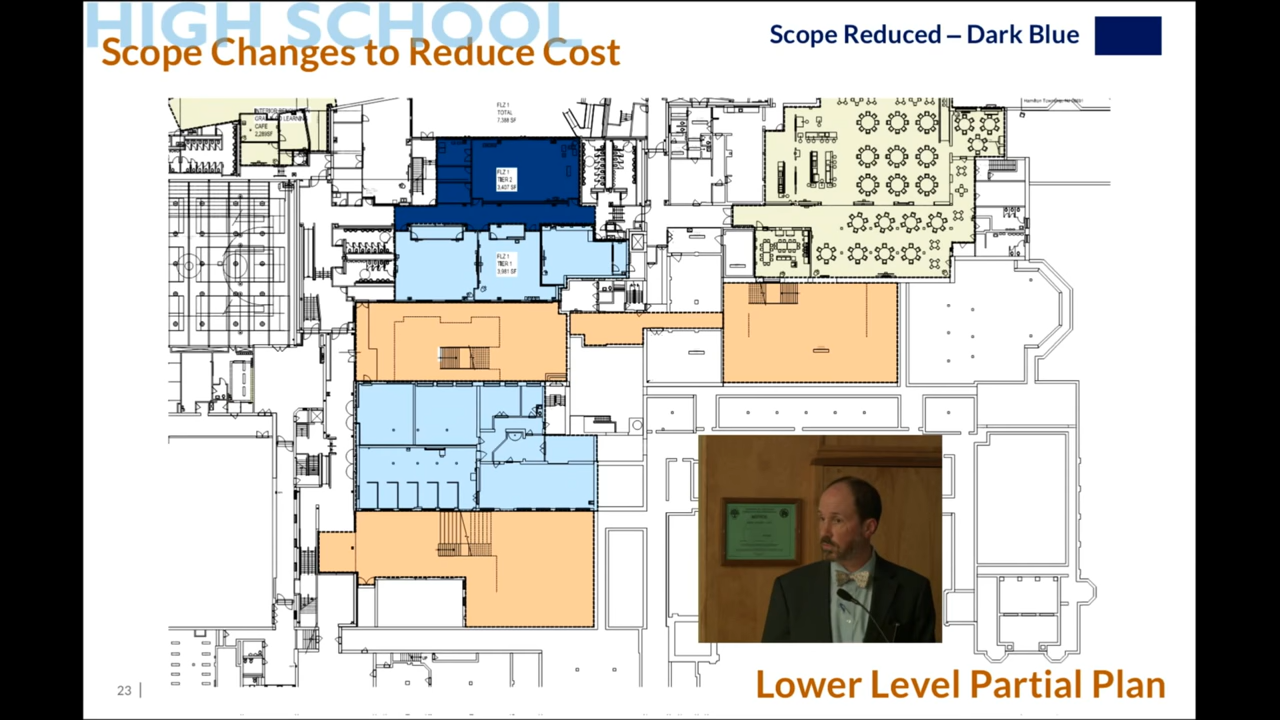 HIGH SCHOOL
Scope Changes to Reduce Cost
Scope Reduced – Dark Blue
FLZ 1
TOTAL
7,388 SF
CAFE
FLZ 1
TIER 2
3,407 SF
FLZ 1
TIER 1
3,981 SF
23 |
Lower Level Partial Plan